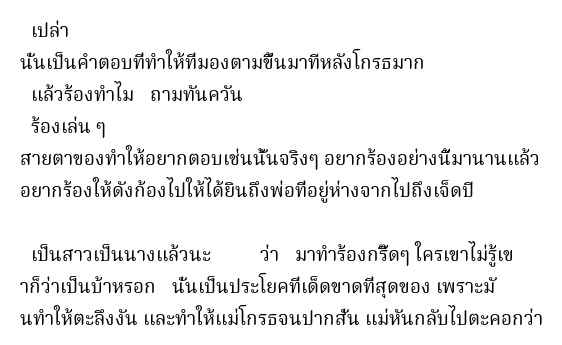 เปล่า
นั่นเป็นคำตอบที่ทำให้ที่มองตามขึ้นมาทีหลังโกรธมาก
แล้วร้องทำไม ถามทันควัน
ร้องเล่น ๆ
สายตาของทำให้อยากตอบเช่นนั้นจริงๆ อยากร้องอย่างนี้มานานแล้ว
อยากร้องให้ดังก้องไปให้ได้ยินถึงพ่อที่อยู่ห่างจากไปถึงเจ็ดปี
เป็นสาวเป็นนางแล้วนะ ว่า มาทำร้องกรี๊ดๆ ใครเขาไม่รู้เข
าก็ว่าเป็นบ้าหรอก นั่นเป็นประโยคที่เด็ดขาดที่สุดของ เพราะมั
นทำให้ตะลึงงัน และทำให้แม่โกรธจนปากสั่น แม่หันกลับไปตะคอกว่า